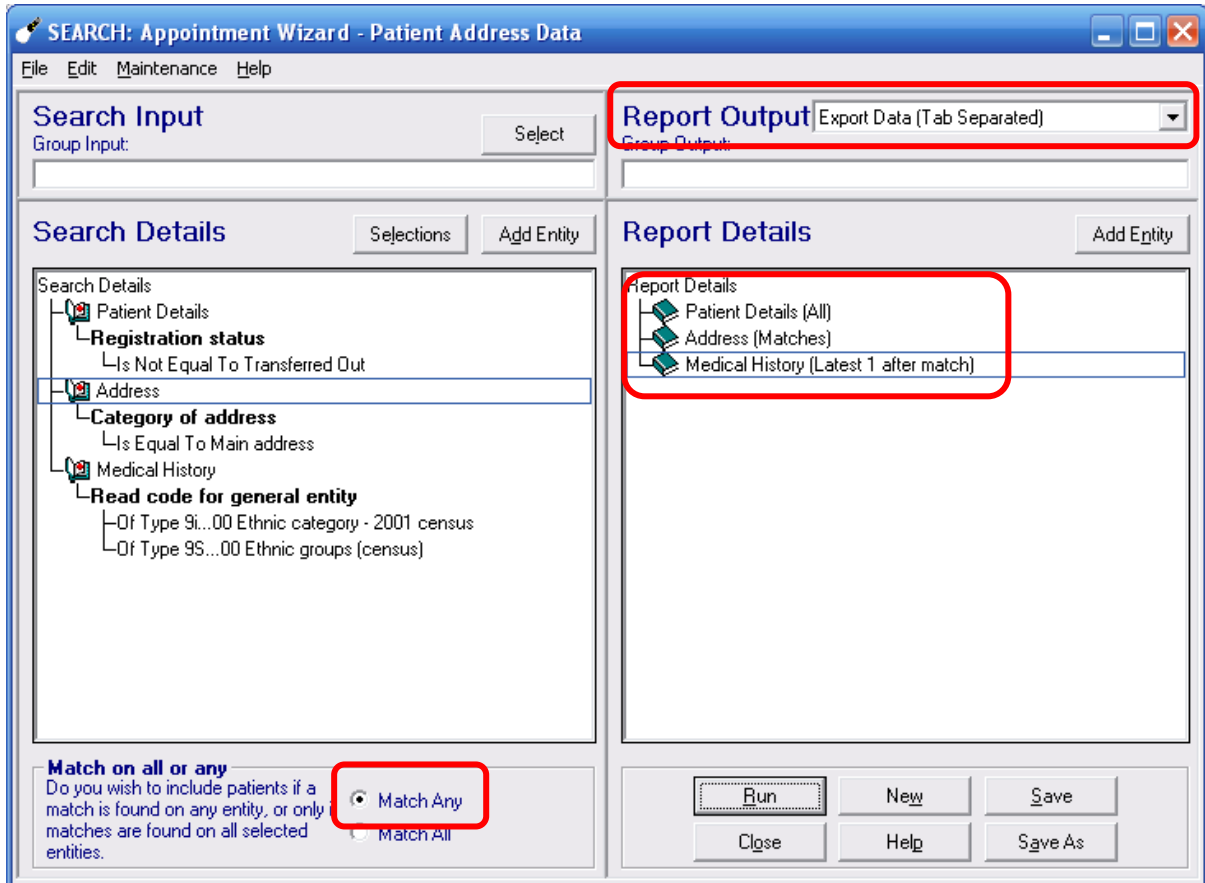 SEARCH: Appointment Wizard - Patient Address Data
File Edit Maintenance Help
Search Input
Group Input:
Select
Report Output
Export Data (Tab Separated)
Group Output:
Search Details
Selections
Add Entity
Search Details
Patient Details
Registration status
Is Not Equal To Transferred Out
Address
Category of address
Is Equal To Main address
Medical History
Read code for general entity
Of Type 9i...00 Ethnic category - 2001 census
Of Type 9S...00 Ethnic groups (census)
Report Details
Add Entity
Report Details
Patient Details (All)
Address (Matches)
Medical History (Latest 1 after match)
Match on all or any
Do you wish to include patients if a
match is found on any entity, or only
matches are found on all selected
entities.
Match Any
Match All
Run
New
Save
Close
Help
Save As